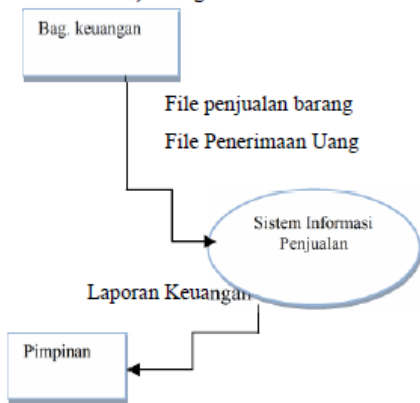 Bag. keuangan
File penjualan barang
File Penerimaan Uang
Sistem Informasi
Penjualan
Laporan Keuangan
Pimpinan